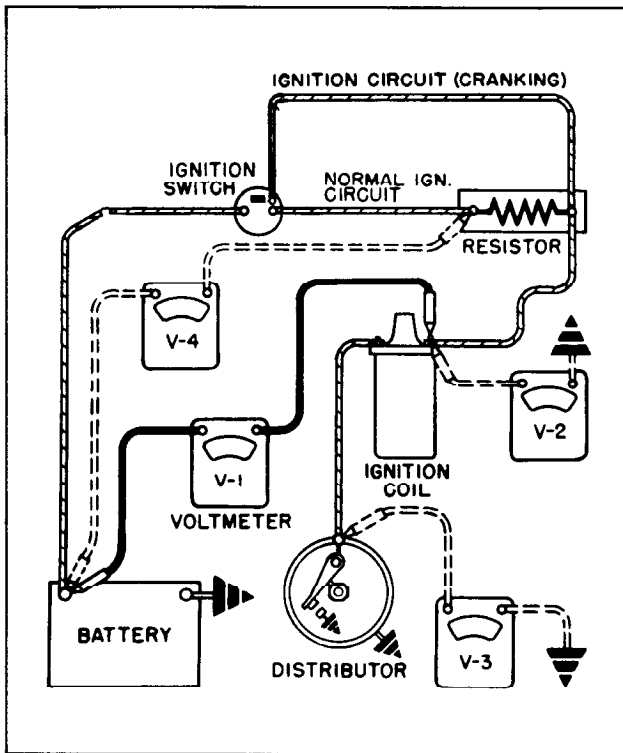 IGNITION CIRCUIT (CRANKING)
IGNITION
SWITCH
NORMAL IGN.
CIRCUIT
RESISTOR
V-4
V-2
V-1
IGNITION
COIL
VOLTMETER
BATTERY
DISTRIBUTOR
V-3